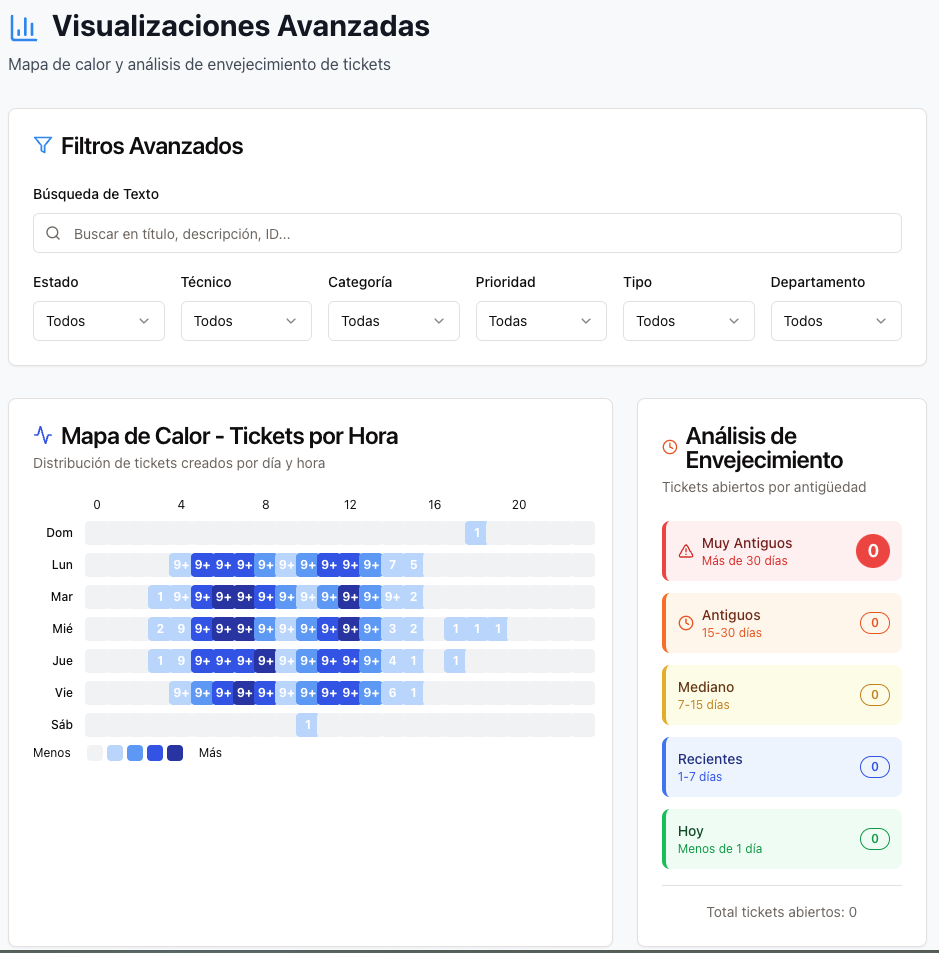 Visualizaciones Avanzadas
Mapa de calor y análisis de envejecimiento de tickets
Filtros Avanzados
Búsqueda de Texto
Buscar en título, descripción, ID...
Estado Técnico Categoría Prioridad Tipo Departamento
Todos Todos Todas Todas Todos Todos
Mapa de Calor - Tickets por Hora
Distribución de tickets creados por día y hora
0 4 8 12 16 20
Dom 1
Lun 9+ 9+ 9+ 9+ 9+ 9+ 9+ 9+ 9+ 9+ 7 5
Mar 1 9+ 9+ 9+ 9+ 9+ 9+ 9+ 9+ 9+ 9+ 9+ 2
Mié 2 9 9+ 9+ 9+ 9+ 9+ 9+ 9+ 9+ 9+ 3 2 1 1 1
Jue 1 9 9+ 9+ 9+ 9+ 9+ 9+ 9+ 9+ 9+ 4 1 1
Vie 9+ 9+ 9+ 9+ 9+ 9+ 9+ 9+ 9+ 9+ 6 1
Sáb 1
Menos Más
Análisis de
Envejecimiento
Tickets abiertos por antigüedad
Muy Antiguos
Más de 30 días
0
Antiguos
15-30 días
0
Mediano
7-15 días
0
Recientes
1-7 días
0
Hoy
Menos de 1 día
0
Total tickets abiertos: 0